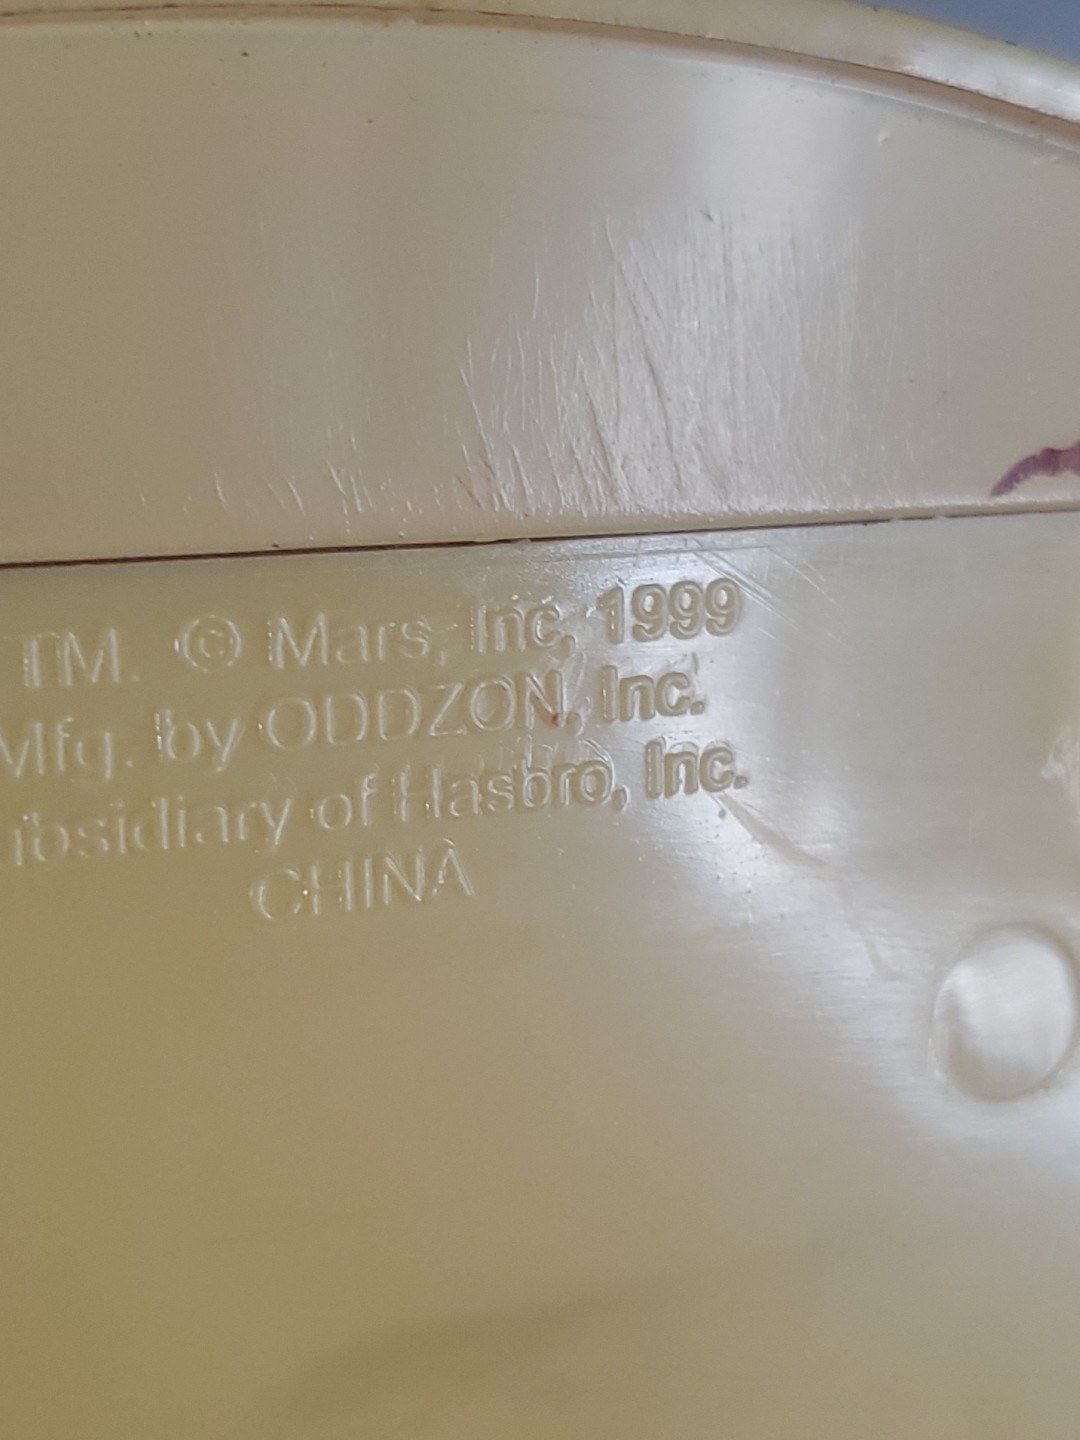 TM. © Mars, Inc, 1999
Mfg. by ODDZON, Inc.
ubsidiary of Hasbro, Inc.
CHINA